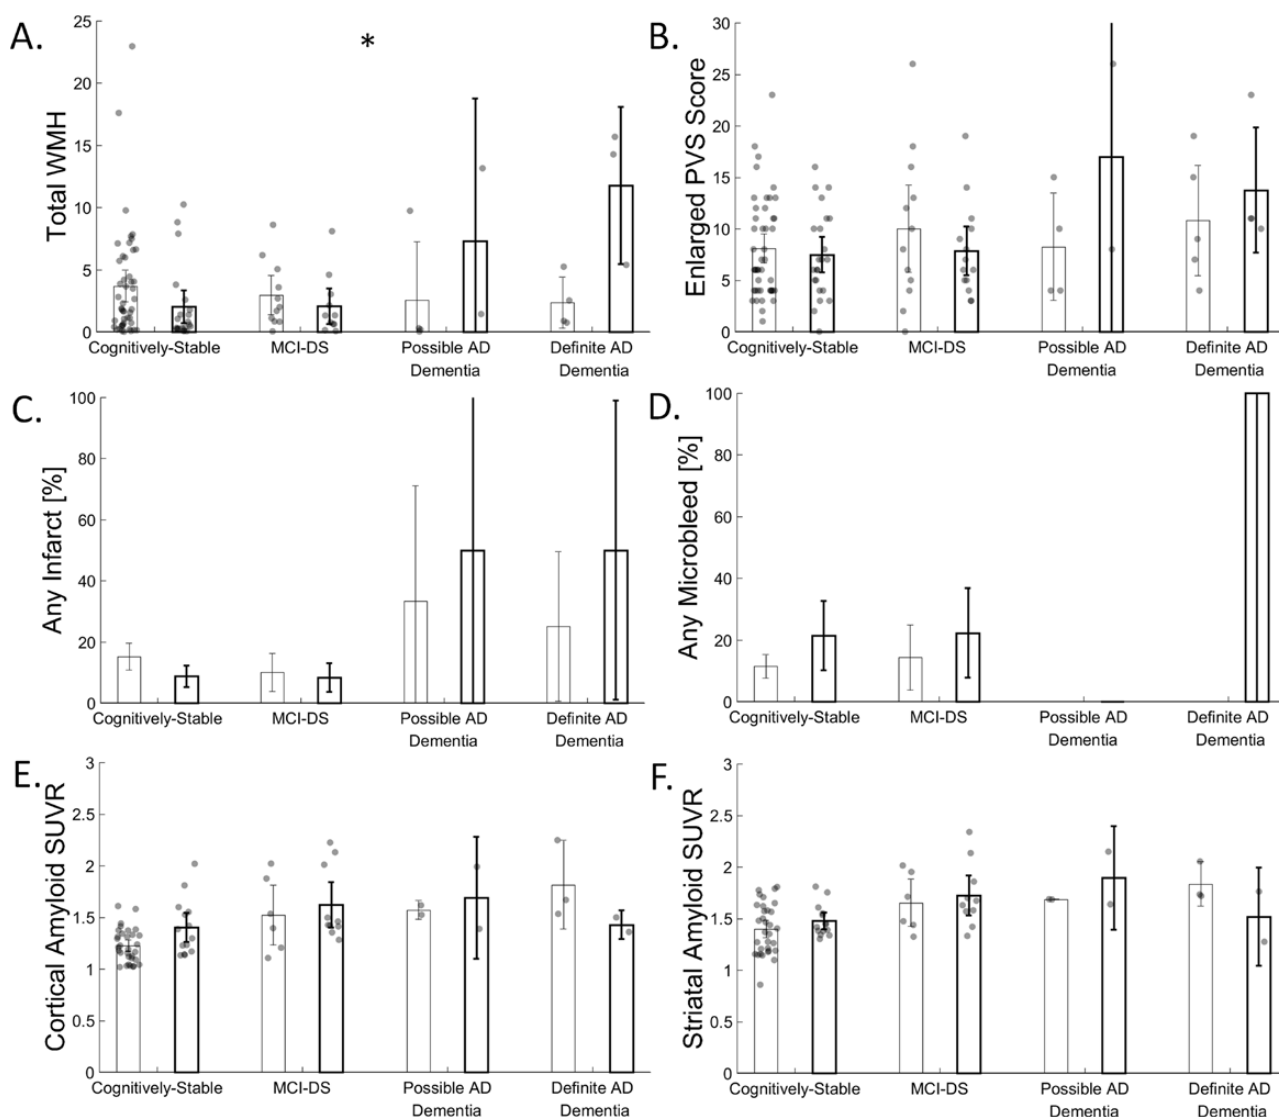 A.
Total WMH
25
20
15
10
5
0
*
Cognitively-Stable
MCI-DS
Possible AD
Dementia
Definite AD
Dementia
B.
Enlarged PVS Score
30
25
20
15
10
5
0
Cognitively-Stable
MCI-DS
Possible AD
Dementia
Definite AD
Dementia
C.
Any Infarct [%]
100
80
60
40
20
0
Cognitively-Stable
MCI-DS
Possible AD
Dementia
Definite AD
Dementia
D.
Any Microbleed [%]
100
80
60
40
20
0
Cognitively-Stable
MCI-DS
Possible AD
Dementia
Definite AD
Dementia
E.
Cortical Amyloid SUVR
3
2.5
2
1.5
1
0.5
0
Cognitively-Stable
MCI-DS
Possible AD
Dementia
Definite AD
Dementia
F.
Striatal Amyloid SUVR
3
2.5
2
1.5
1
0.5
0
Cognitively-Stable
MCI-DS
Possible AD
Dementia
Definite AD
Dementia